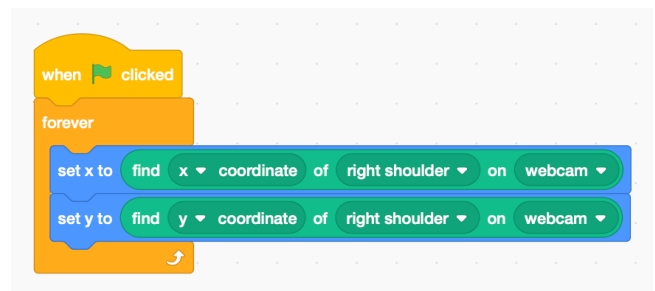 when clicked
forever
set x to find x coordinate of right shoulder on webcam
set y to find y coordinate of right shoulder on webcam